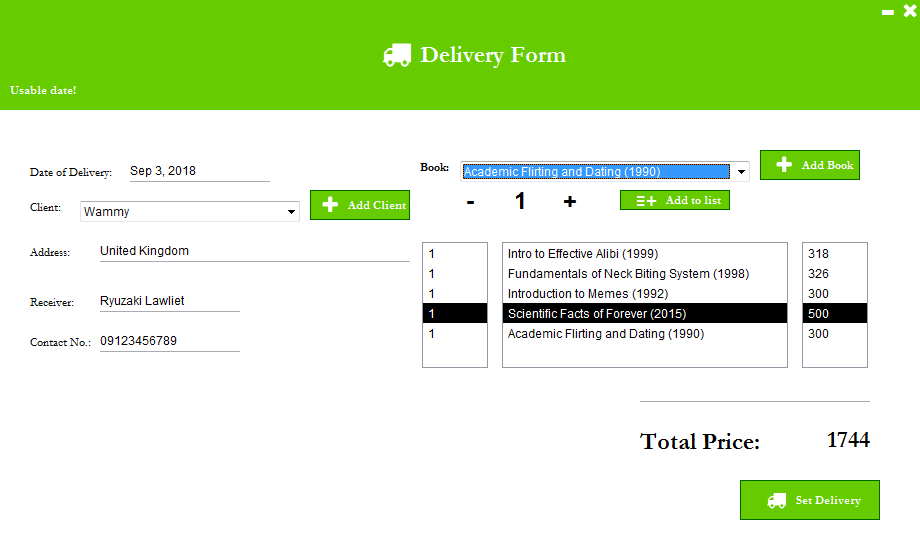 Delivery Form
Usable date!
Date of Delivery: Sep 3, 2018
Client: Wammy Add Client
Address: United Kingdom
Receiver: Ryuzaki Lawliet
Contact No.: 09123456789
Book: Academic Flirting and Dating (1990) Add Book
- 1 + Add to list
1 Intro to Effective Alibi (1999) 318
1 Fundamentals of Neck Biting System (1998) 326
1 Introduction to Memes (1992) 300
1 Scientific Facts of Forever (2015) 500
1 Academic Flirting and Dating (1990) 300
Total Price: 1744
Set Delivery